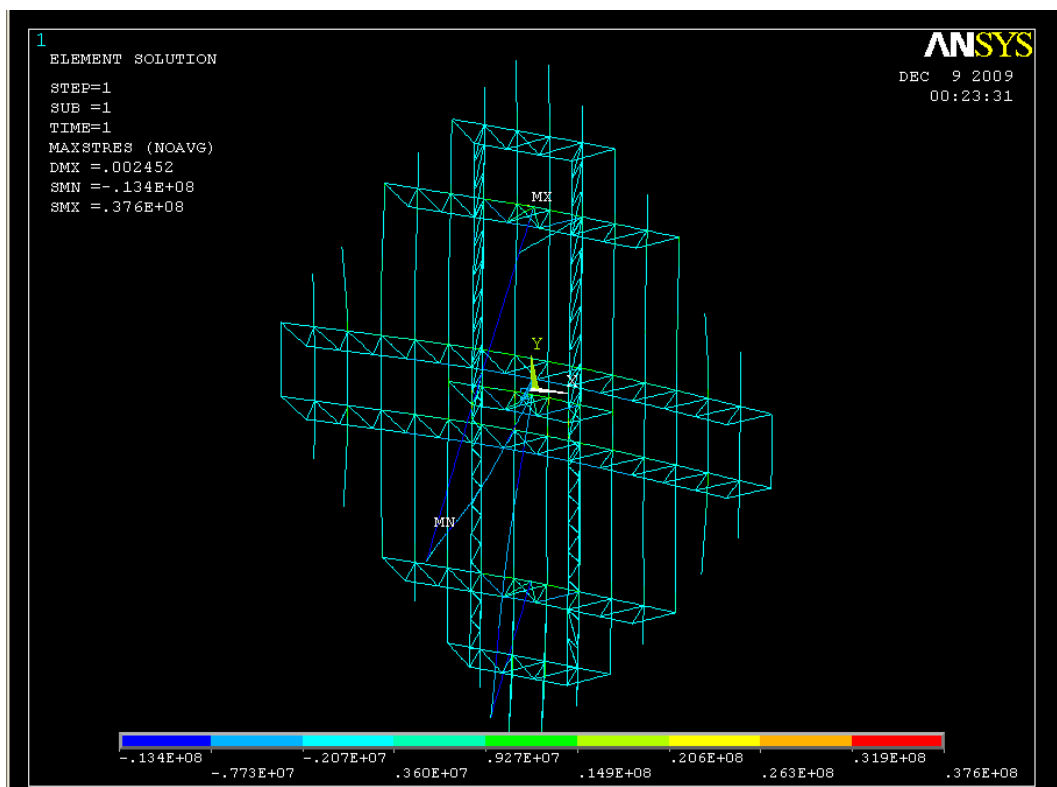 1
ELEMENT SOLUTION
STEP=1
SUB =1
TIME=1
MAXSTRES (NOAVG)
DMX =.002452
SMN =-.134E+08
SMX =.376E+08
ANSYS
DEC 9 2009
00:23:31
MX
Y
X
MN
-.134E+08 -.207E+07 .927E+07 .206E+08 .319E+08
-.773E+07 .360E+07 .149E+08 .263E+08 .376E+08